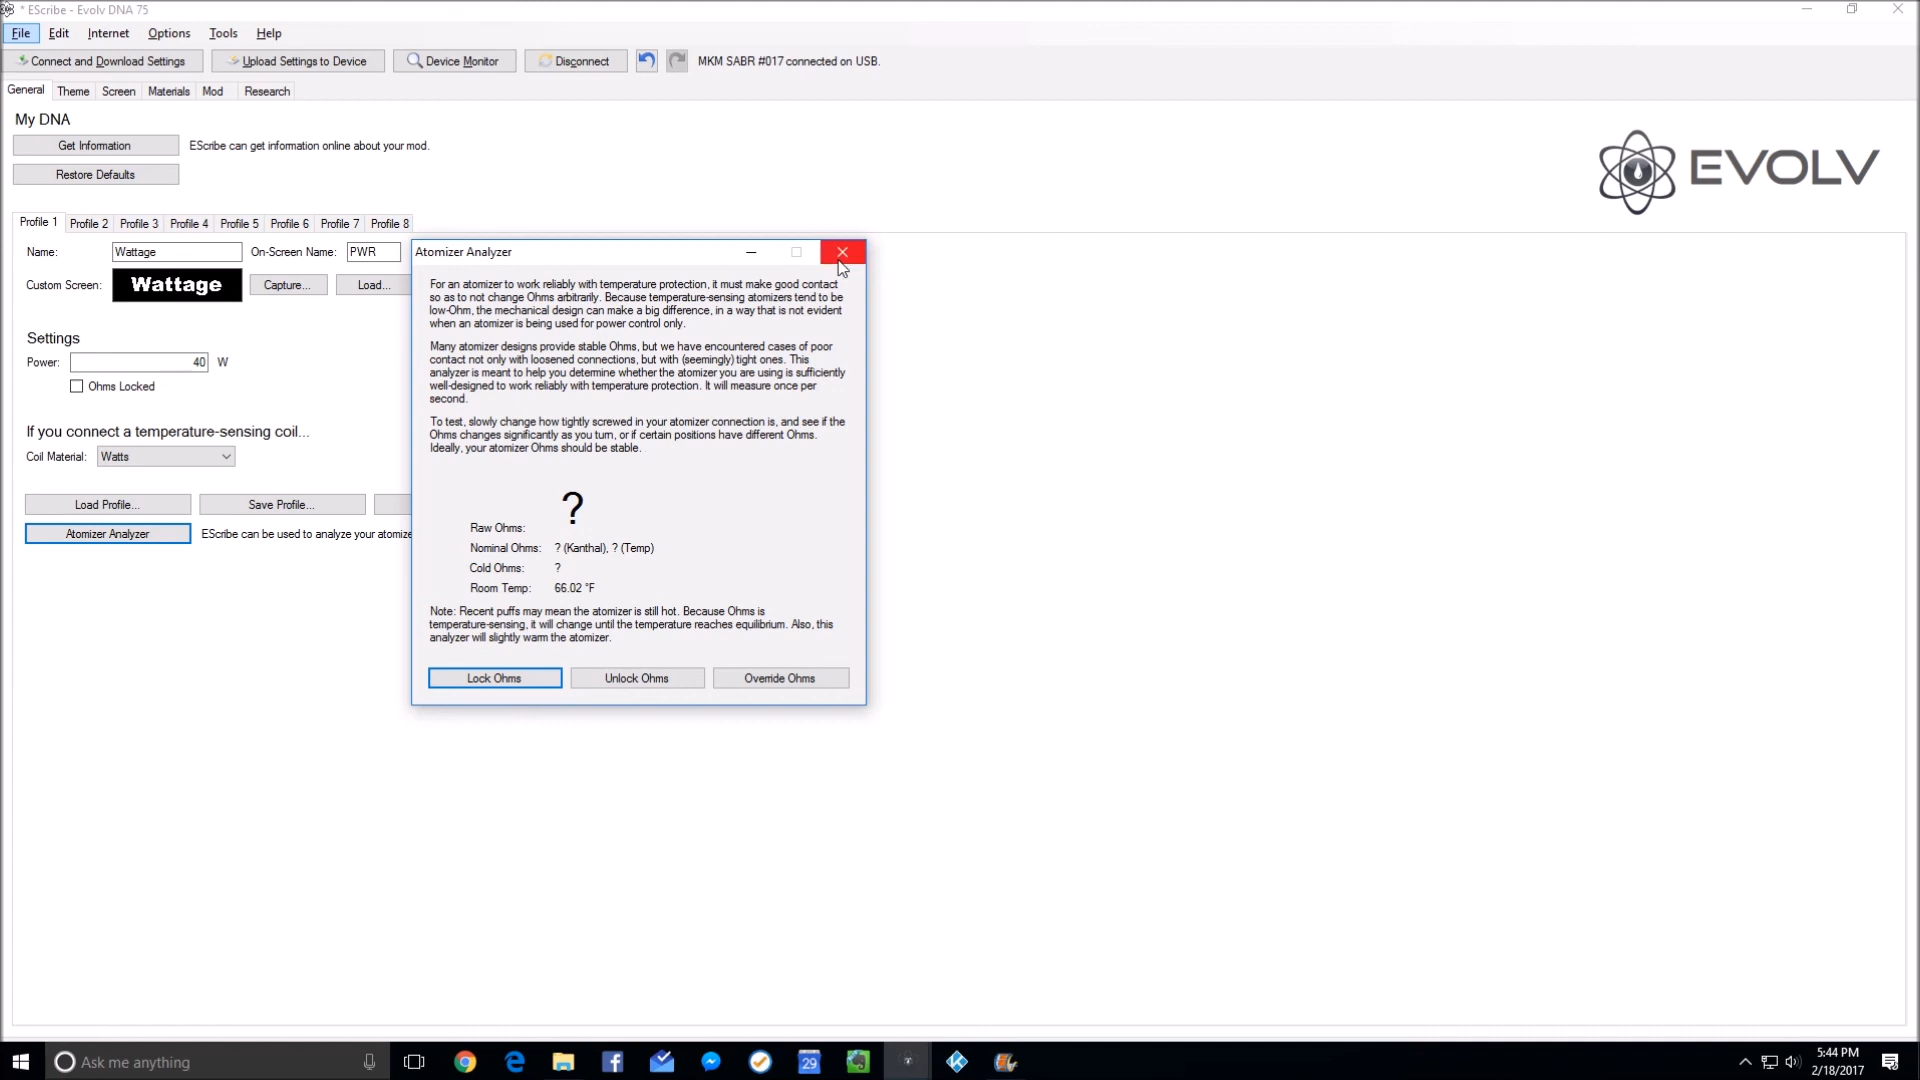 * EScribe - Evolv DNA 75
File Edit Internet Options Tools Help
Connect and Download Settings Upload Settings to Device Device Monitor Disconnect MKM SABR #017 connected on USB.
General Theme Screen Materials Mod Research
My DNA
Get Information EScribe can get information online about your mod.
Restore Defaults
EVOLV
Profile 1 Profile 2 Profile 3 Profile 4 Profile 5 Profile 6 Profile 7 Profile 8
Name: Wattage On-Screen Name: PWR
Custom Screen: Wattage Capture... Load...
Settings
Power: 40 W
Ohms Locked
If you connect a temperature-sensing coil...
Coil Material: Watts
Load Profile... Save Profile...
Atomizer Analyzer EScribe can be used to analyze your atomize
Atomizer Analyzer
For an atomizer to work reliably with temperature protection, it must make good contact
so as to not change Ohms arbitrarily. Because temperature-sensing atomizers tend to be
low-Ohm, the mechanical design can make a big difference, in a way that is not evident
when an atomizer is being used for power control only.
Many atomizer designs provide stable Ohms, but we have encountered cases of poor
contact not only with loosened connections, but with (seemingly) tight ones. This
analyzer is meant to help you determine whether the atomizer you are using is sufficiently
well-designed to work reliably with temperature protection. It will measure once per
second.
To test, slowly change how tightly screwed in your atomizer connection is, and see if the
Ohms changes significantly as you turn, or if certain positions have different Ohms.
Ideally, your atomizer Ohms should be stable.
Raw Ohms: ?
Nominal Ohms: ? (Kanthal), ? (Temp)
Cold Ohms: ?
Room Temp: 66.02 °F
Note: Recent puffs may mean the atomizer is still hot. Because Ohms is
temperature-sensing, it will change until the temperature reaches equilibrium. Also, this
analyzer will slightly warm the atomizer.
Lock Ohms Unlock Ohms Override Ohms
Ask me anything
29
5:44 PM
2/18/2017